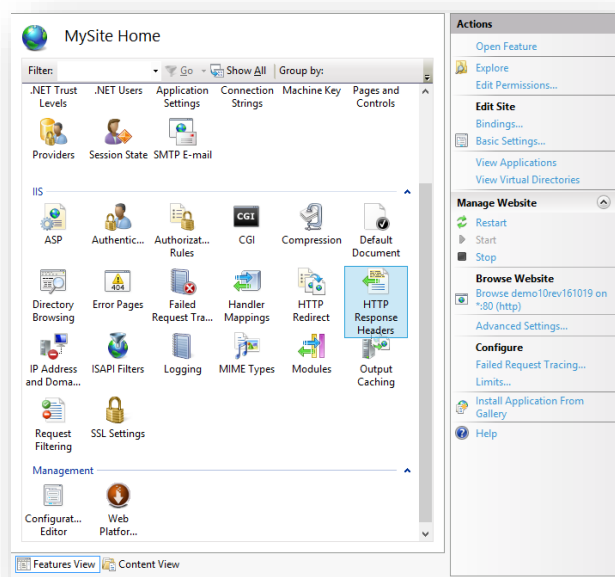 MySite Home
Filter:
Go
Show All
Group by:
.NET Trust
Levels
.NET Users
Application
Settings
Connection
Strings
Machine Key
Pages and
Controls
Providers
Session State
SMTP E-mail
IIS
ASP
Authentic...
Authorizat...
Rules
CGI
CGI
Compression
Default
Document
Directory
Browsing
404
Error Pages
Failed
Request Tra...
Handler
Mappings
HTTP
Redirect
HTTP
Response
Headers
IP Address
and Doma...
ISAPI Filters
Logging
MIME Types
Modules
Output
Caching
Request
Filtering
SSL Settings
Management
Configurat...
Editor
Web
Platfor...
Features View
Content View
Actions
Open Feature
Explore
Edit Permissions...
Edit Site
Bindings...
Basic Settings...
View Applications
View Virtual Directories
Manage Website
Restart
Start
Stop
Browse Website
Browse demo10rev161019 on
*:80 (http)
Advanced Settings...
Configure
Failed Request Tracing...
Limits...
Install Application From
Gallery
Help